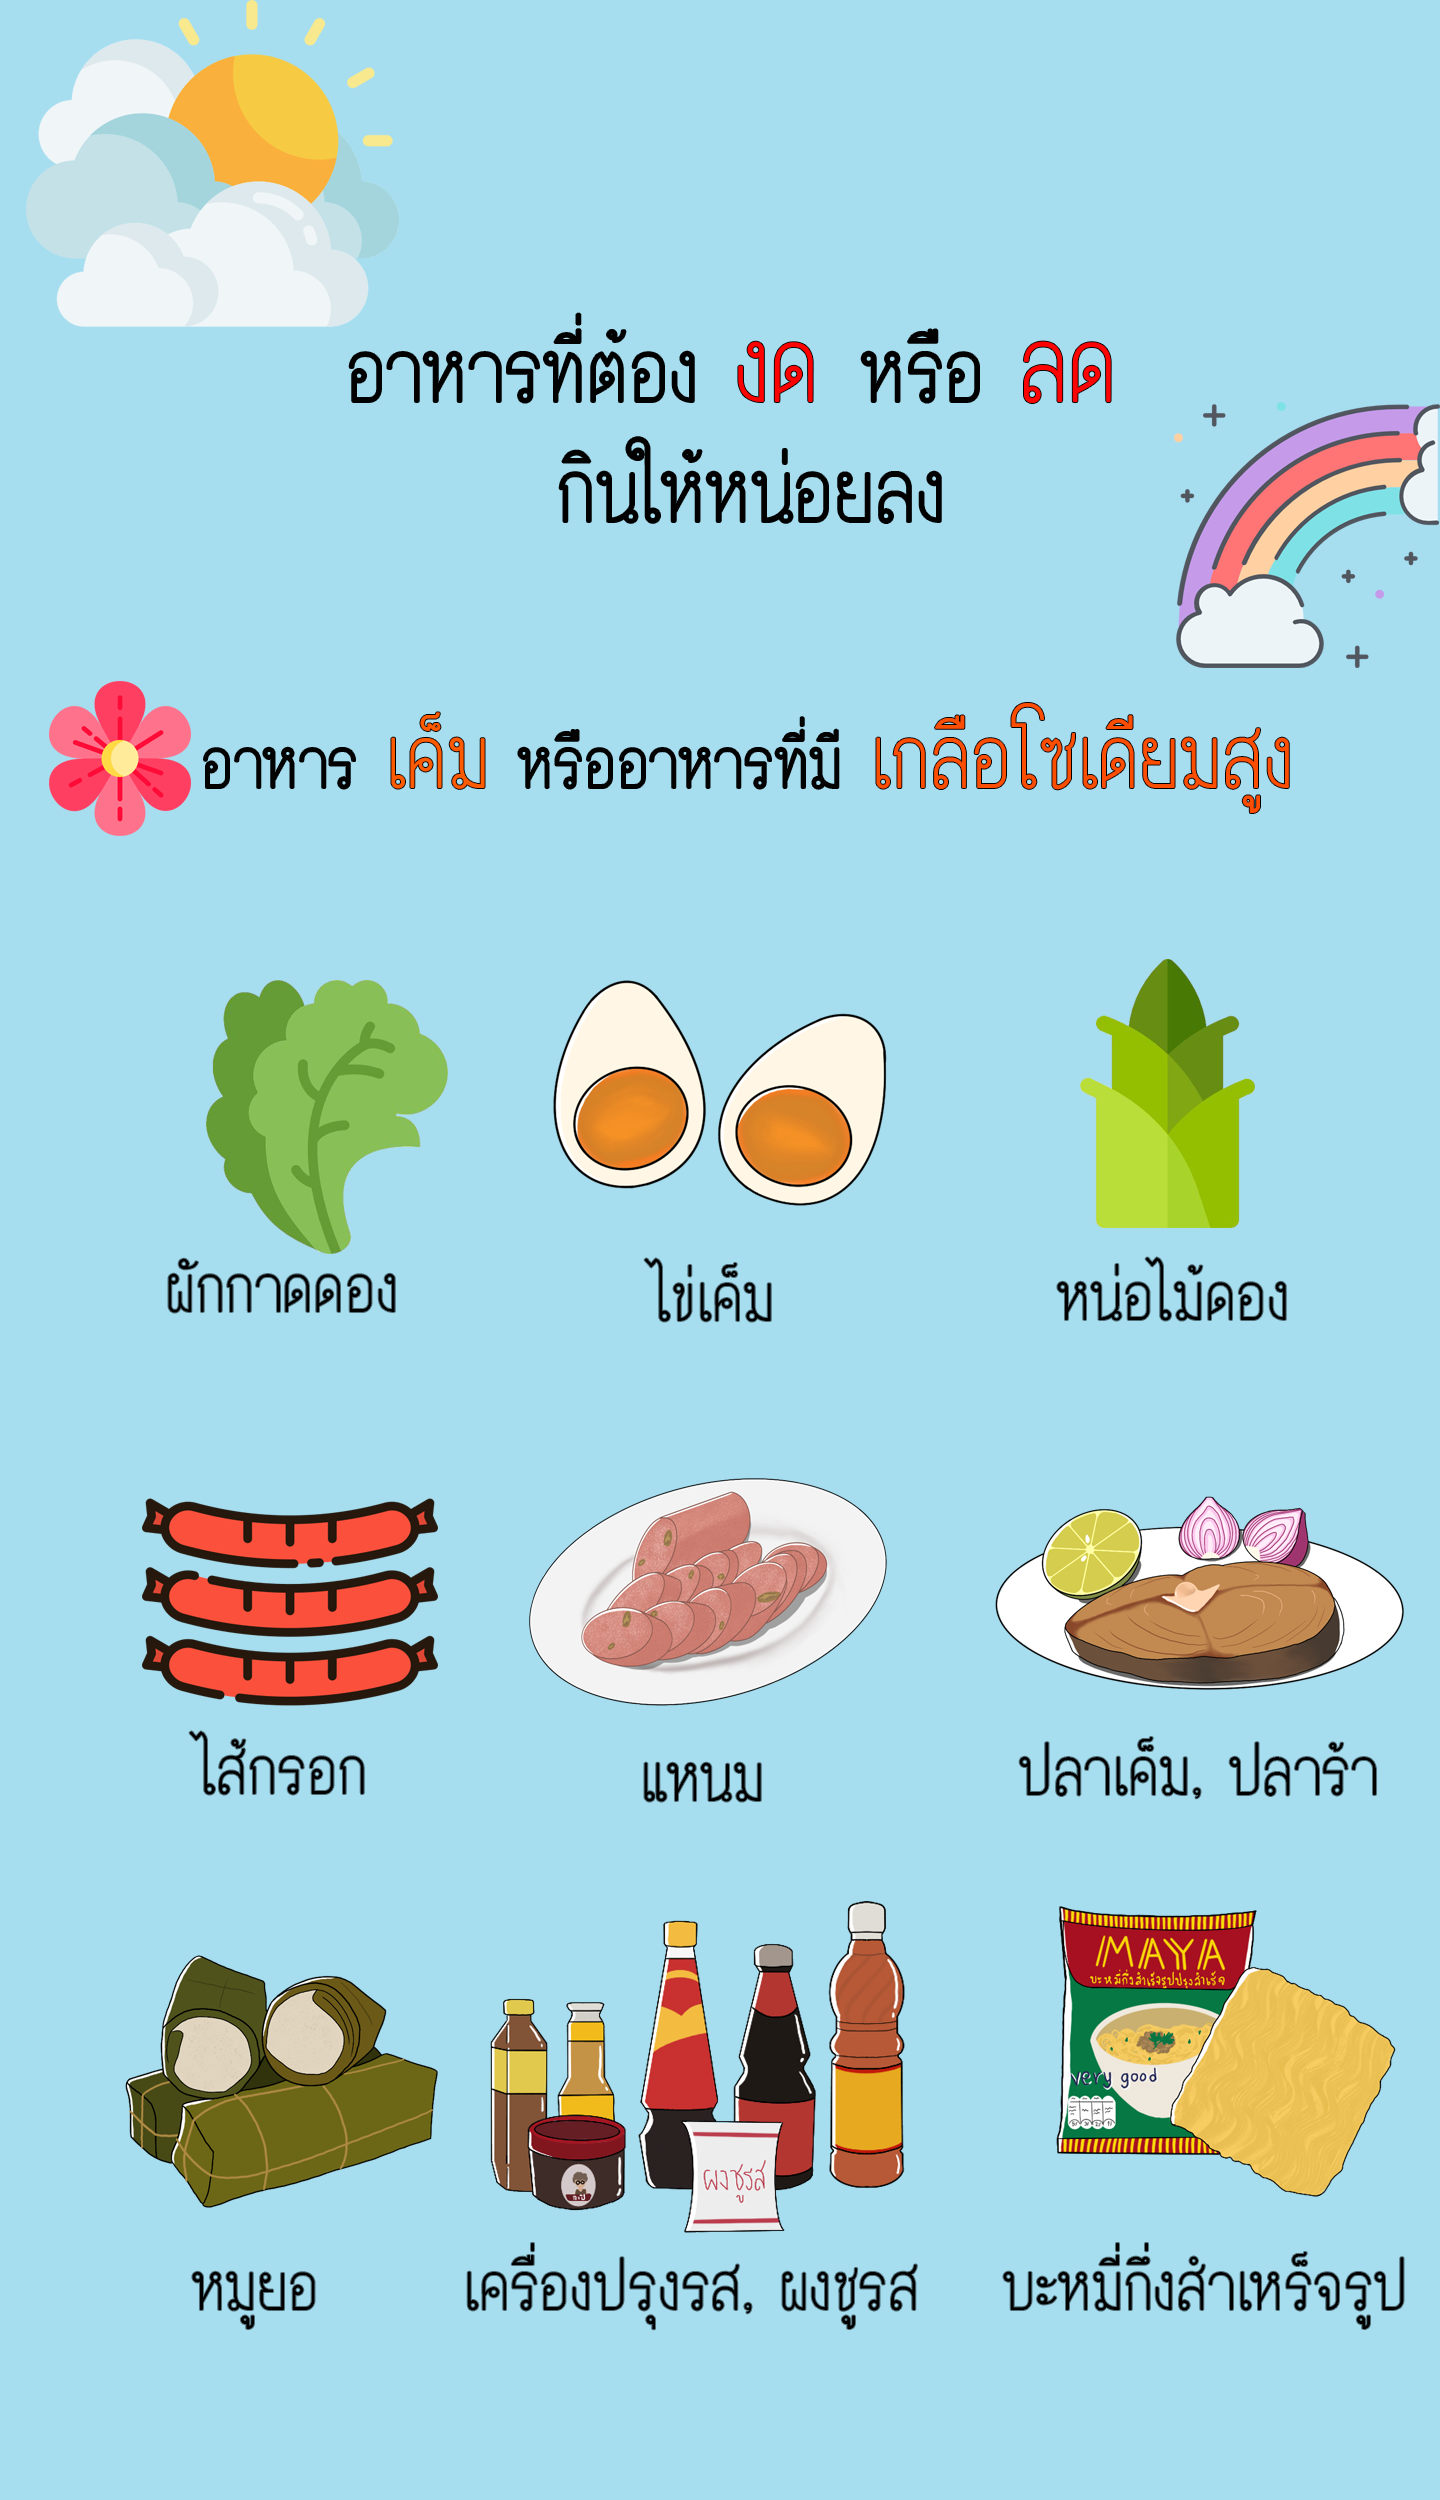 อาหารที่ต้อง งด หรือ ลด
กินให้หน่อยลง
อาหาร เค็ม หรืออาหารที่มี เกลือโซเดียมสูง
ผักกาดดอง
ไข่เค็ม
หน่อไม้ดอง
ไส้กรอก
แหนม
ปลาเค็ม, ปลาร้า
MAYYA
บะหมี่กึ่งสำเร็จรูปปรุงสำเร็จ
very good
กะปิ
ผงชูรส
หมูยอ
เครื่องปรุงรส, ผงชูรส
บะหมี่กึ่งสำเหร็จรูป